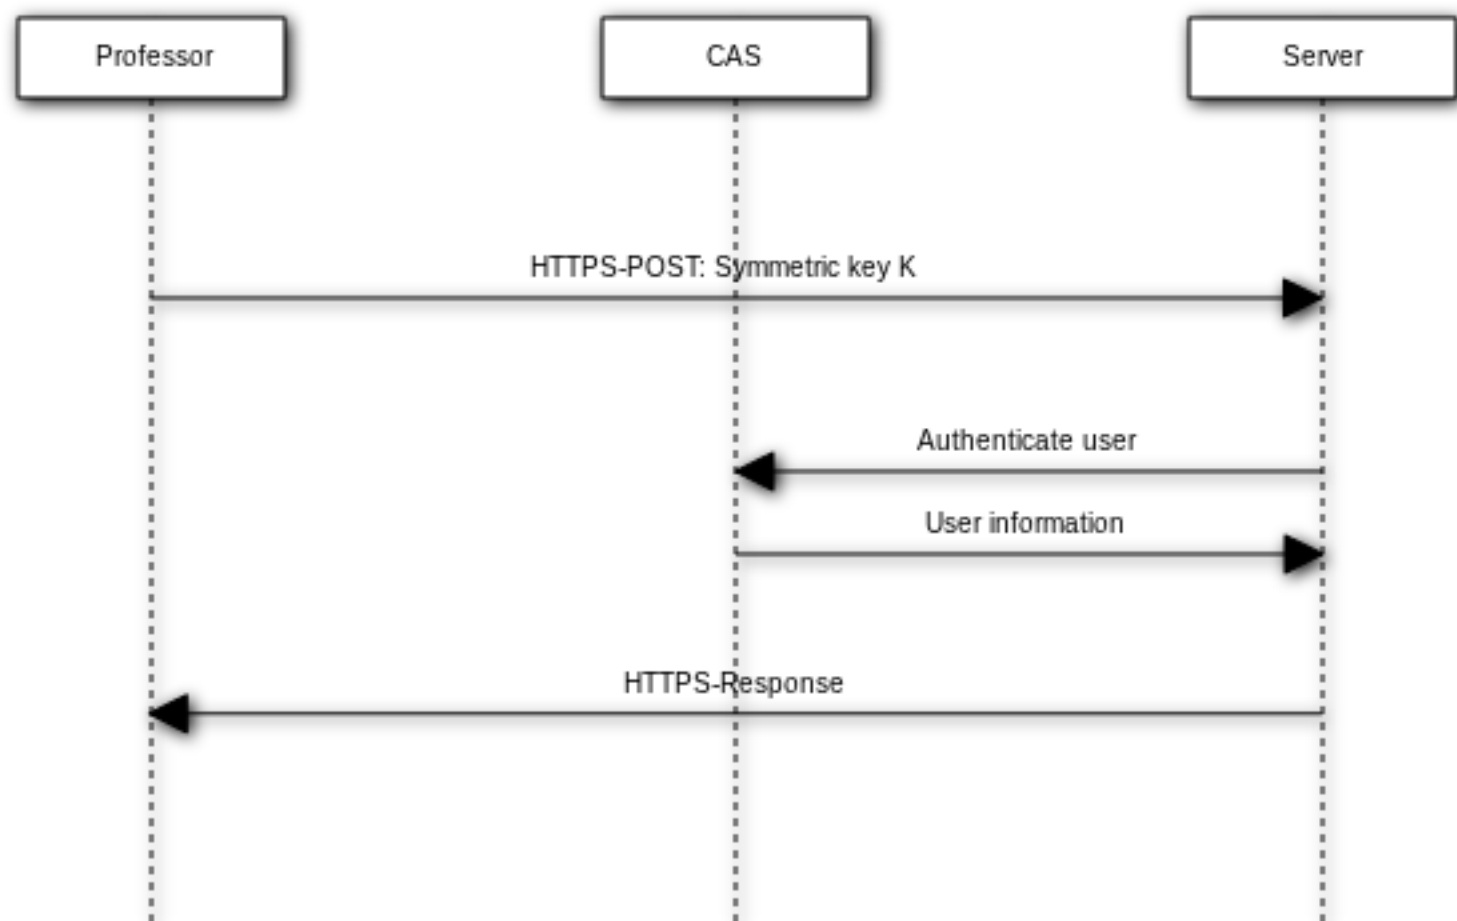 Professor
CAS
Server
HTTPS-POST: Symmetric key K
Authenticate user
User information
HTTPS-Response